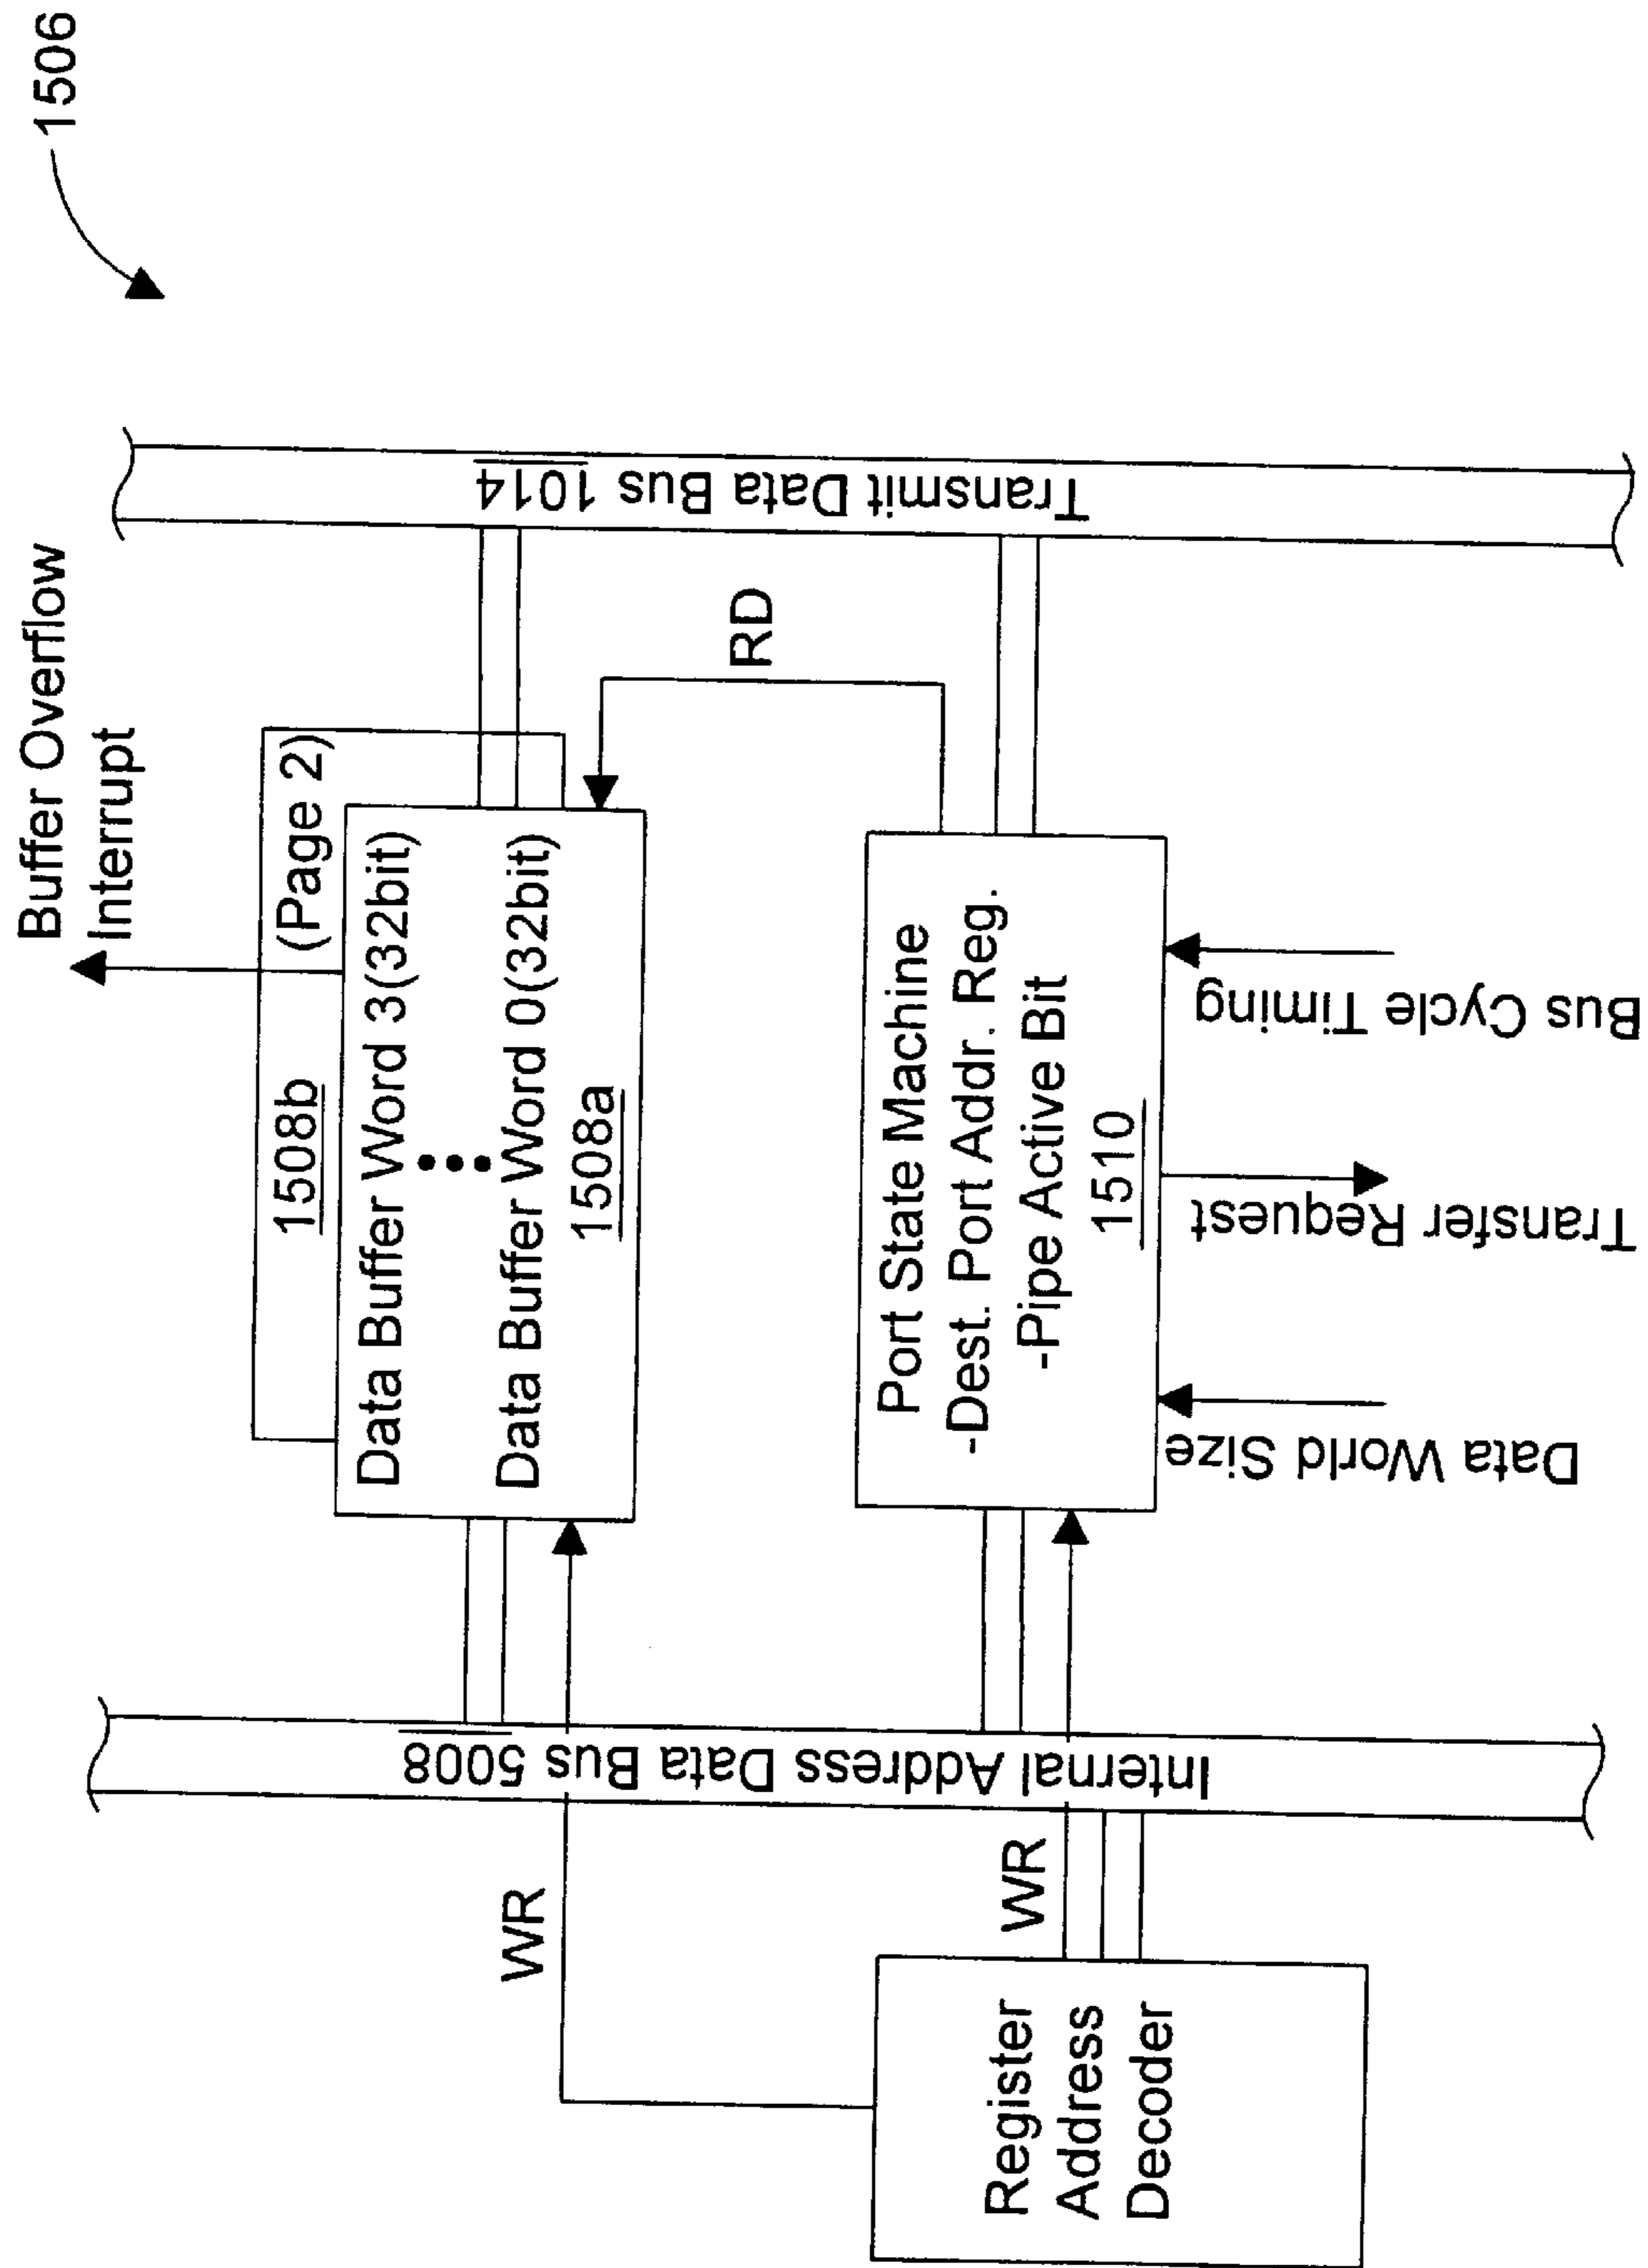 1506
Buffer Overflow
Interrupt
(Page 2)
1508b
Data Buffer Word 3(32bit)
Data Buffer Word 0(32bit)
1508a
RD
Transmit Data Bus 1014
Internal Address Data Bus 5008
WR
WR
Register
Address
Decoder
Port State Machine
-Dest. Port Addr. Reg.
-Pipe Active Bit
1510
Data World Size
Transfer Request
Bus Cycle Timing